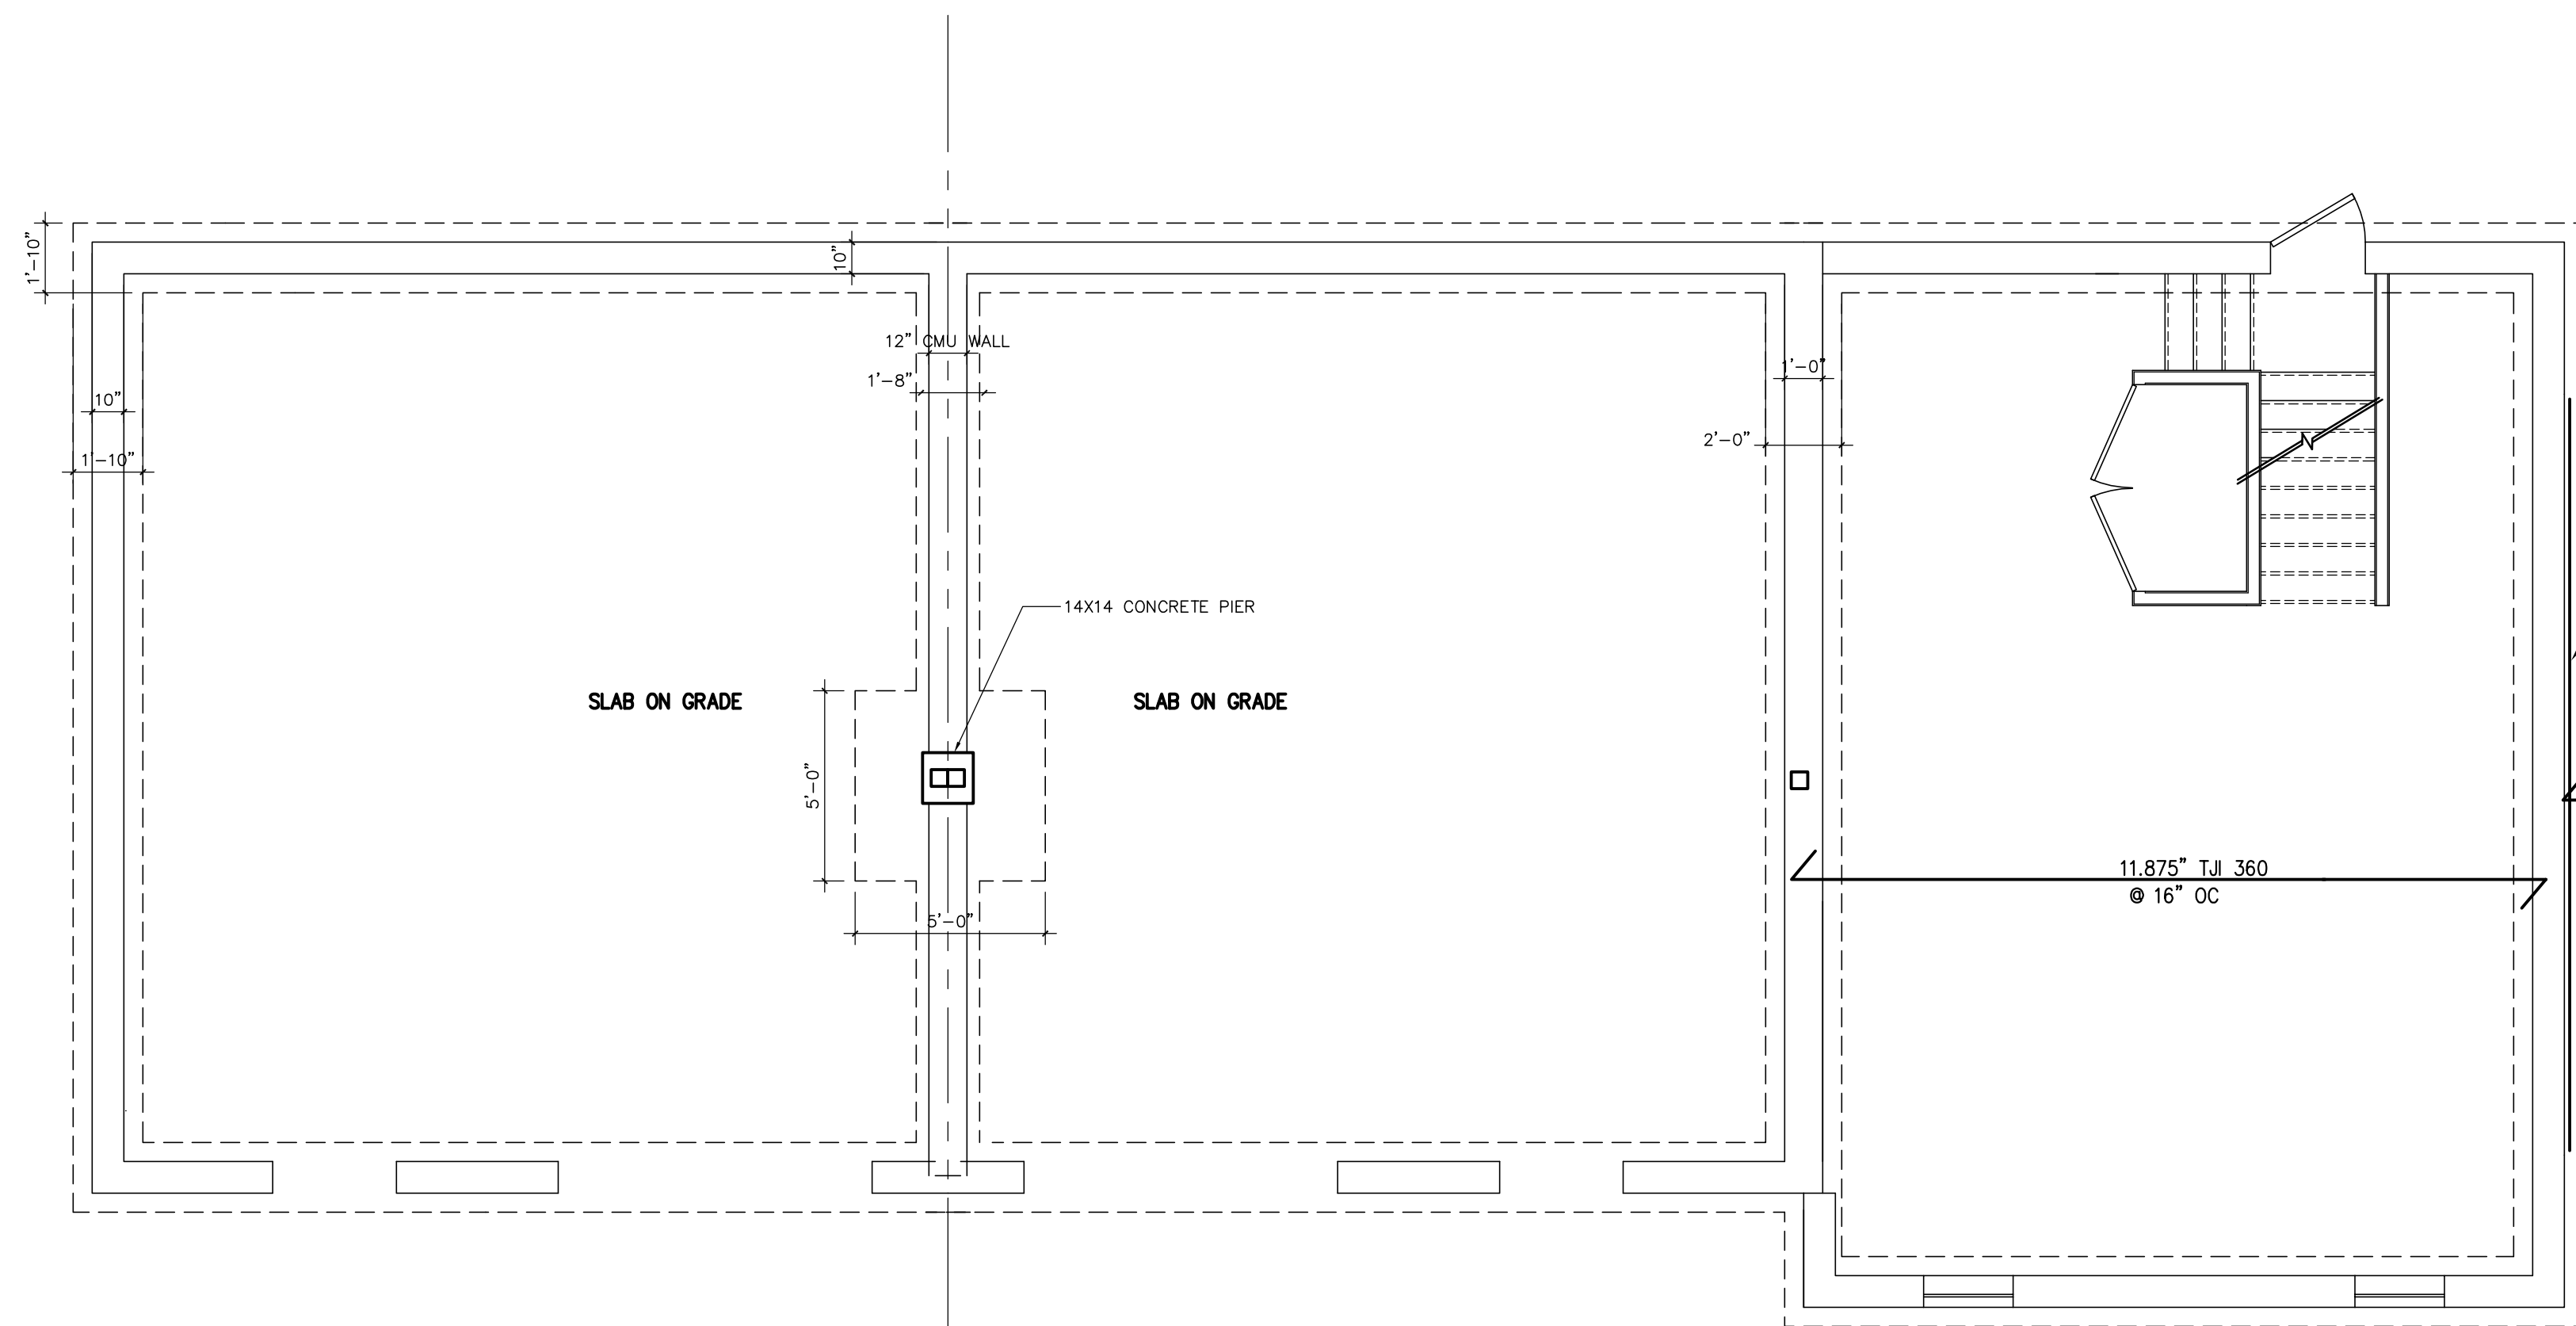 1'-10"
10"
12" CMU WALL
1'-0"
1'-8"
10"
2'-0"
1'-10"
14X14 CONCRETE PIER
SLAB ON GRADE
SLAB ON GRADE
5'-0"
11.875" TJI 360
@ 16" OC
5'-0"